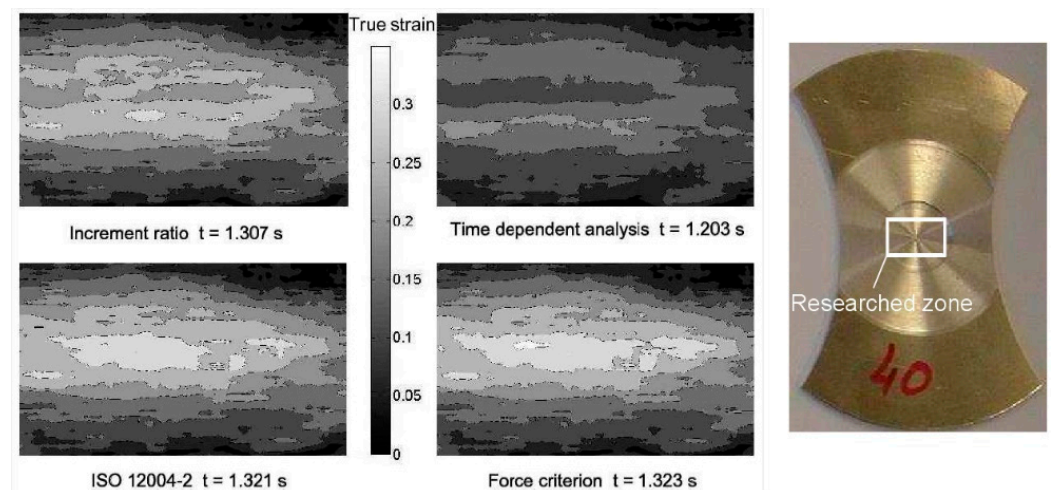 True strain
0.3
0.25
0.2
0.15
0.1
0.05
0
Increment ratio t = 1.307 s
Time dependent analysis t = 1.203 s
ISO 12004-2 t = 1.321 s
Force criterion t = 1.323 s
Researched zone
40